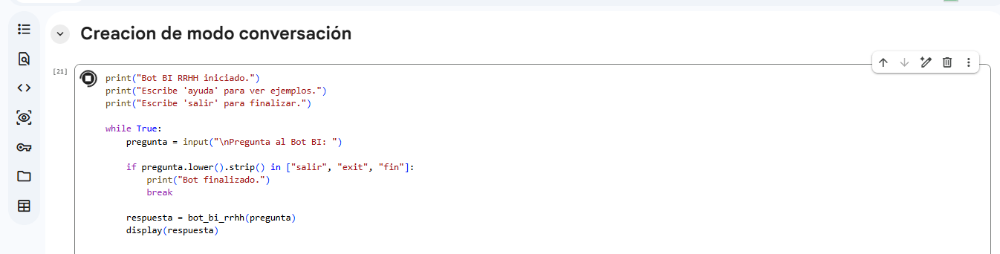 Creacion de modo conversación
[21]
print("Bot BI RRHH iniciado.")
print("Escribe 'ayuda' para ver ejemplos.")
print("Escribe 'salir' para finalizar.")
while True:
    pregunta = input("\nPregunta al Bot BI: ")
    if pregunta.lower().strip() in ["salir", "exit", "fin"]:
        print("Bot finalizado.")
        break
    respuesta = bot_bi_rrhh(pregunta)
    display(respuesta)